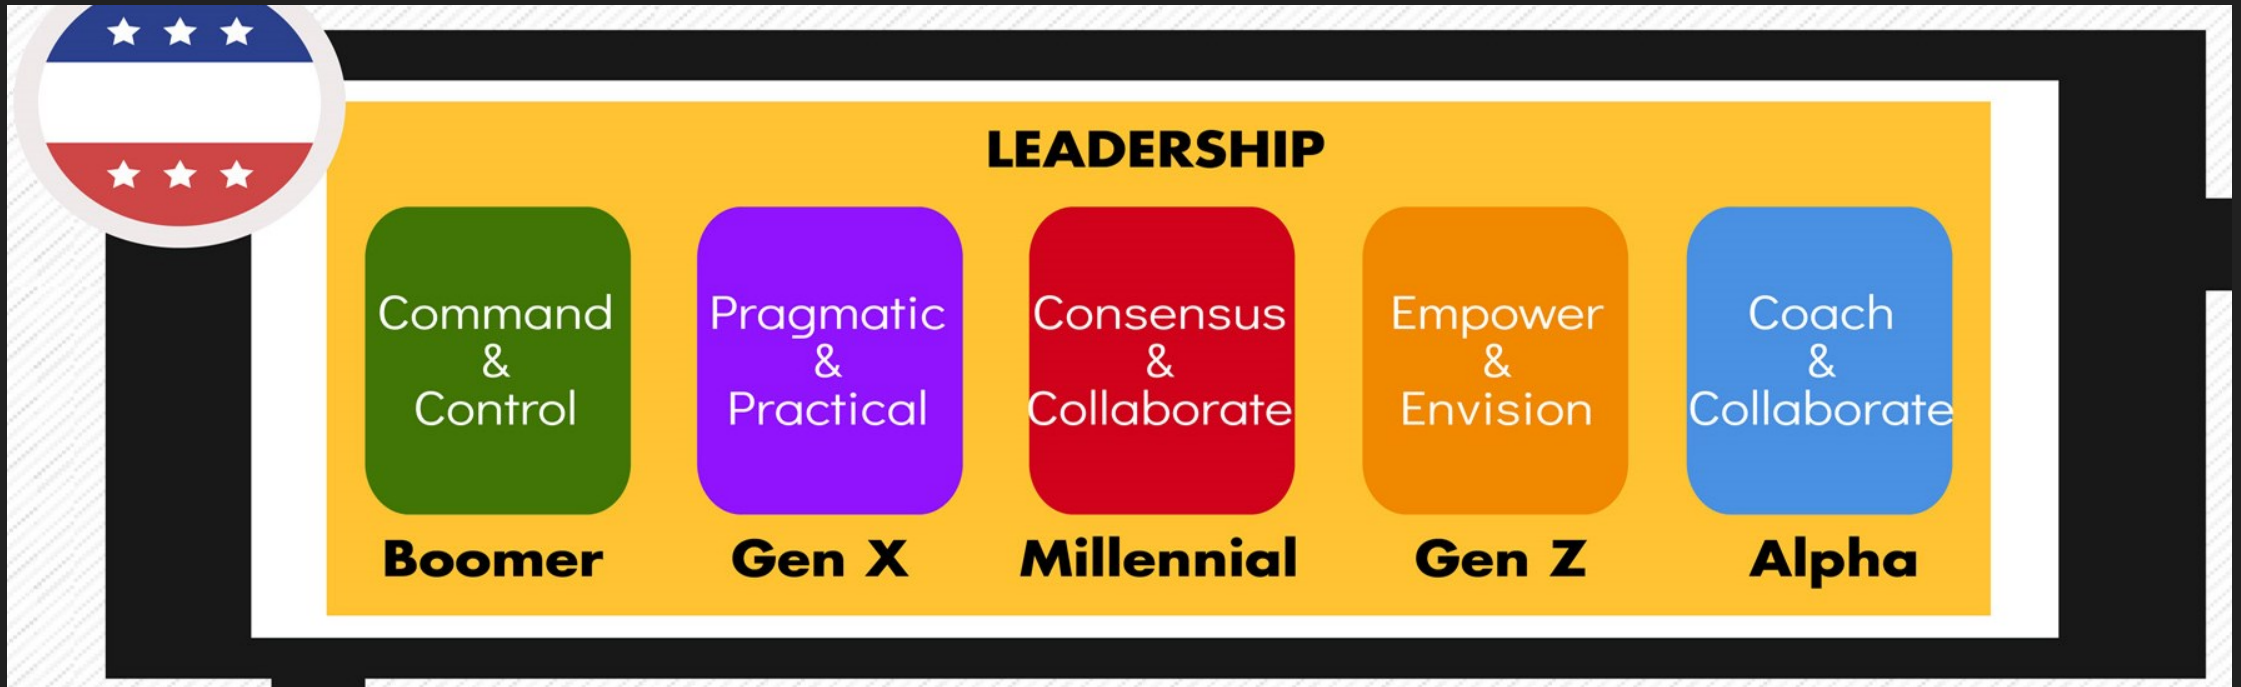 LEADERSHIP
Command
&
Control
Boomer
Pragmatic
&
Practical
Gen X
Consensus
&
Collaborate
Millennial
Empower
&
Envision
Gen Z
Coach
&
Collaborate
Alpha